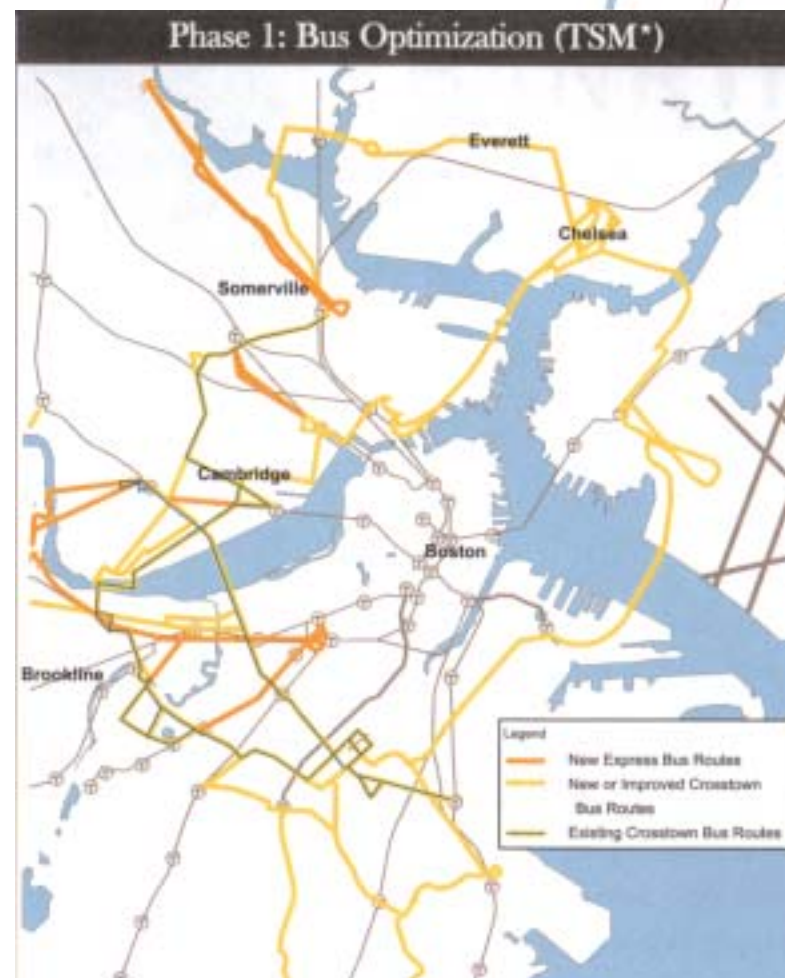 Phase 1: Bus Optimization (TSM*)
Everett
Chelsea
Somerville
Cambridge
Boston
Brookline
Legend
New Express Bus Routes
New or Improved Crosstown
Bus Routes
Existing Crosstown Bus Routes